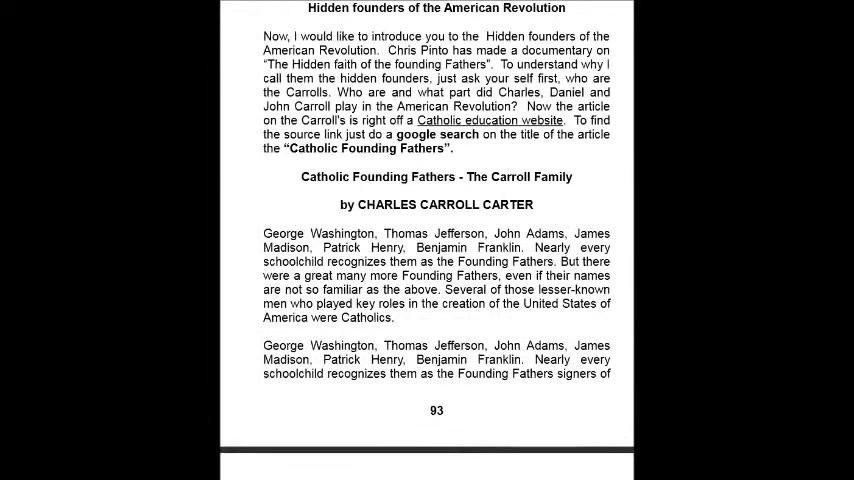 Hidden founders of the American Revolution
Now, I would like to introduce you to the Hidden founders of the
American Revolution. Chris Pinto has made a documentary on
“The Hidden faith of the founding Fathers”. To understand why I
call them the hidden founders, just ask your self first, who are
the Carrolls. Who are and what part did Charles, Daniel and
John Carroll play in the American Revolution? Now the article
on the Carroll's is right off a Catholic education website. To find
the source link just do a google search on the title of the article
the “Catholic Founding Fathers”.
Catholic Founding Fathers - The Carroll Family
by CHARLES CARROLL CARTER
George Washington, Thomas Jefferson, John Adams, James
Madison, Patrick Henry, Benjamin Franklin. Nearly every
schoolchild recognizes them as the Founding Fathers. But there
were a great many more Founding Fathers, even if their names
are not so familiar as the above. Several of those lesser-known
men who played key roles in the creation of the United States of
America were Catholics.
George Washington, Thomas Jefferson, John Adams, James
Madison, Patrick Henry, Benjamin Franklin. Nearly every
schoolchild recognizes them as the Founding Fathers signers of
93